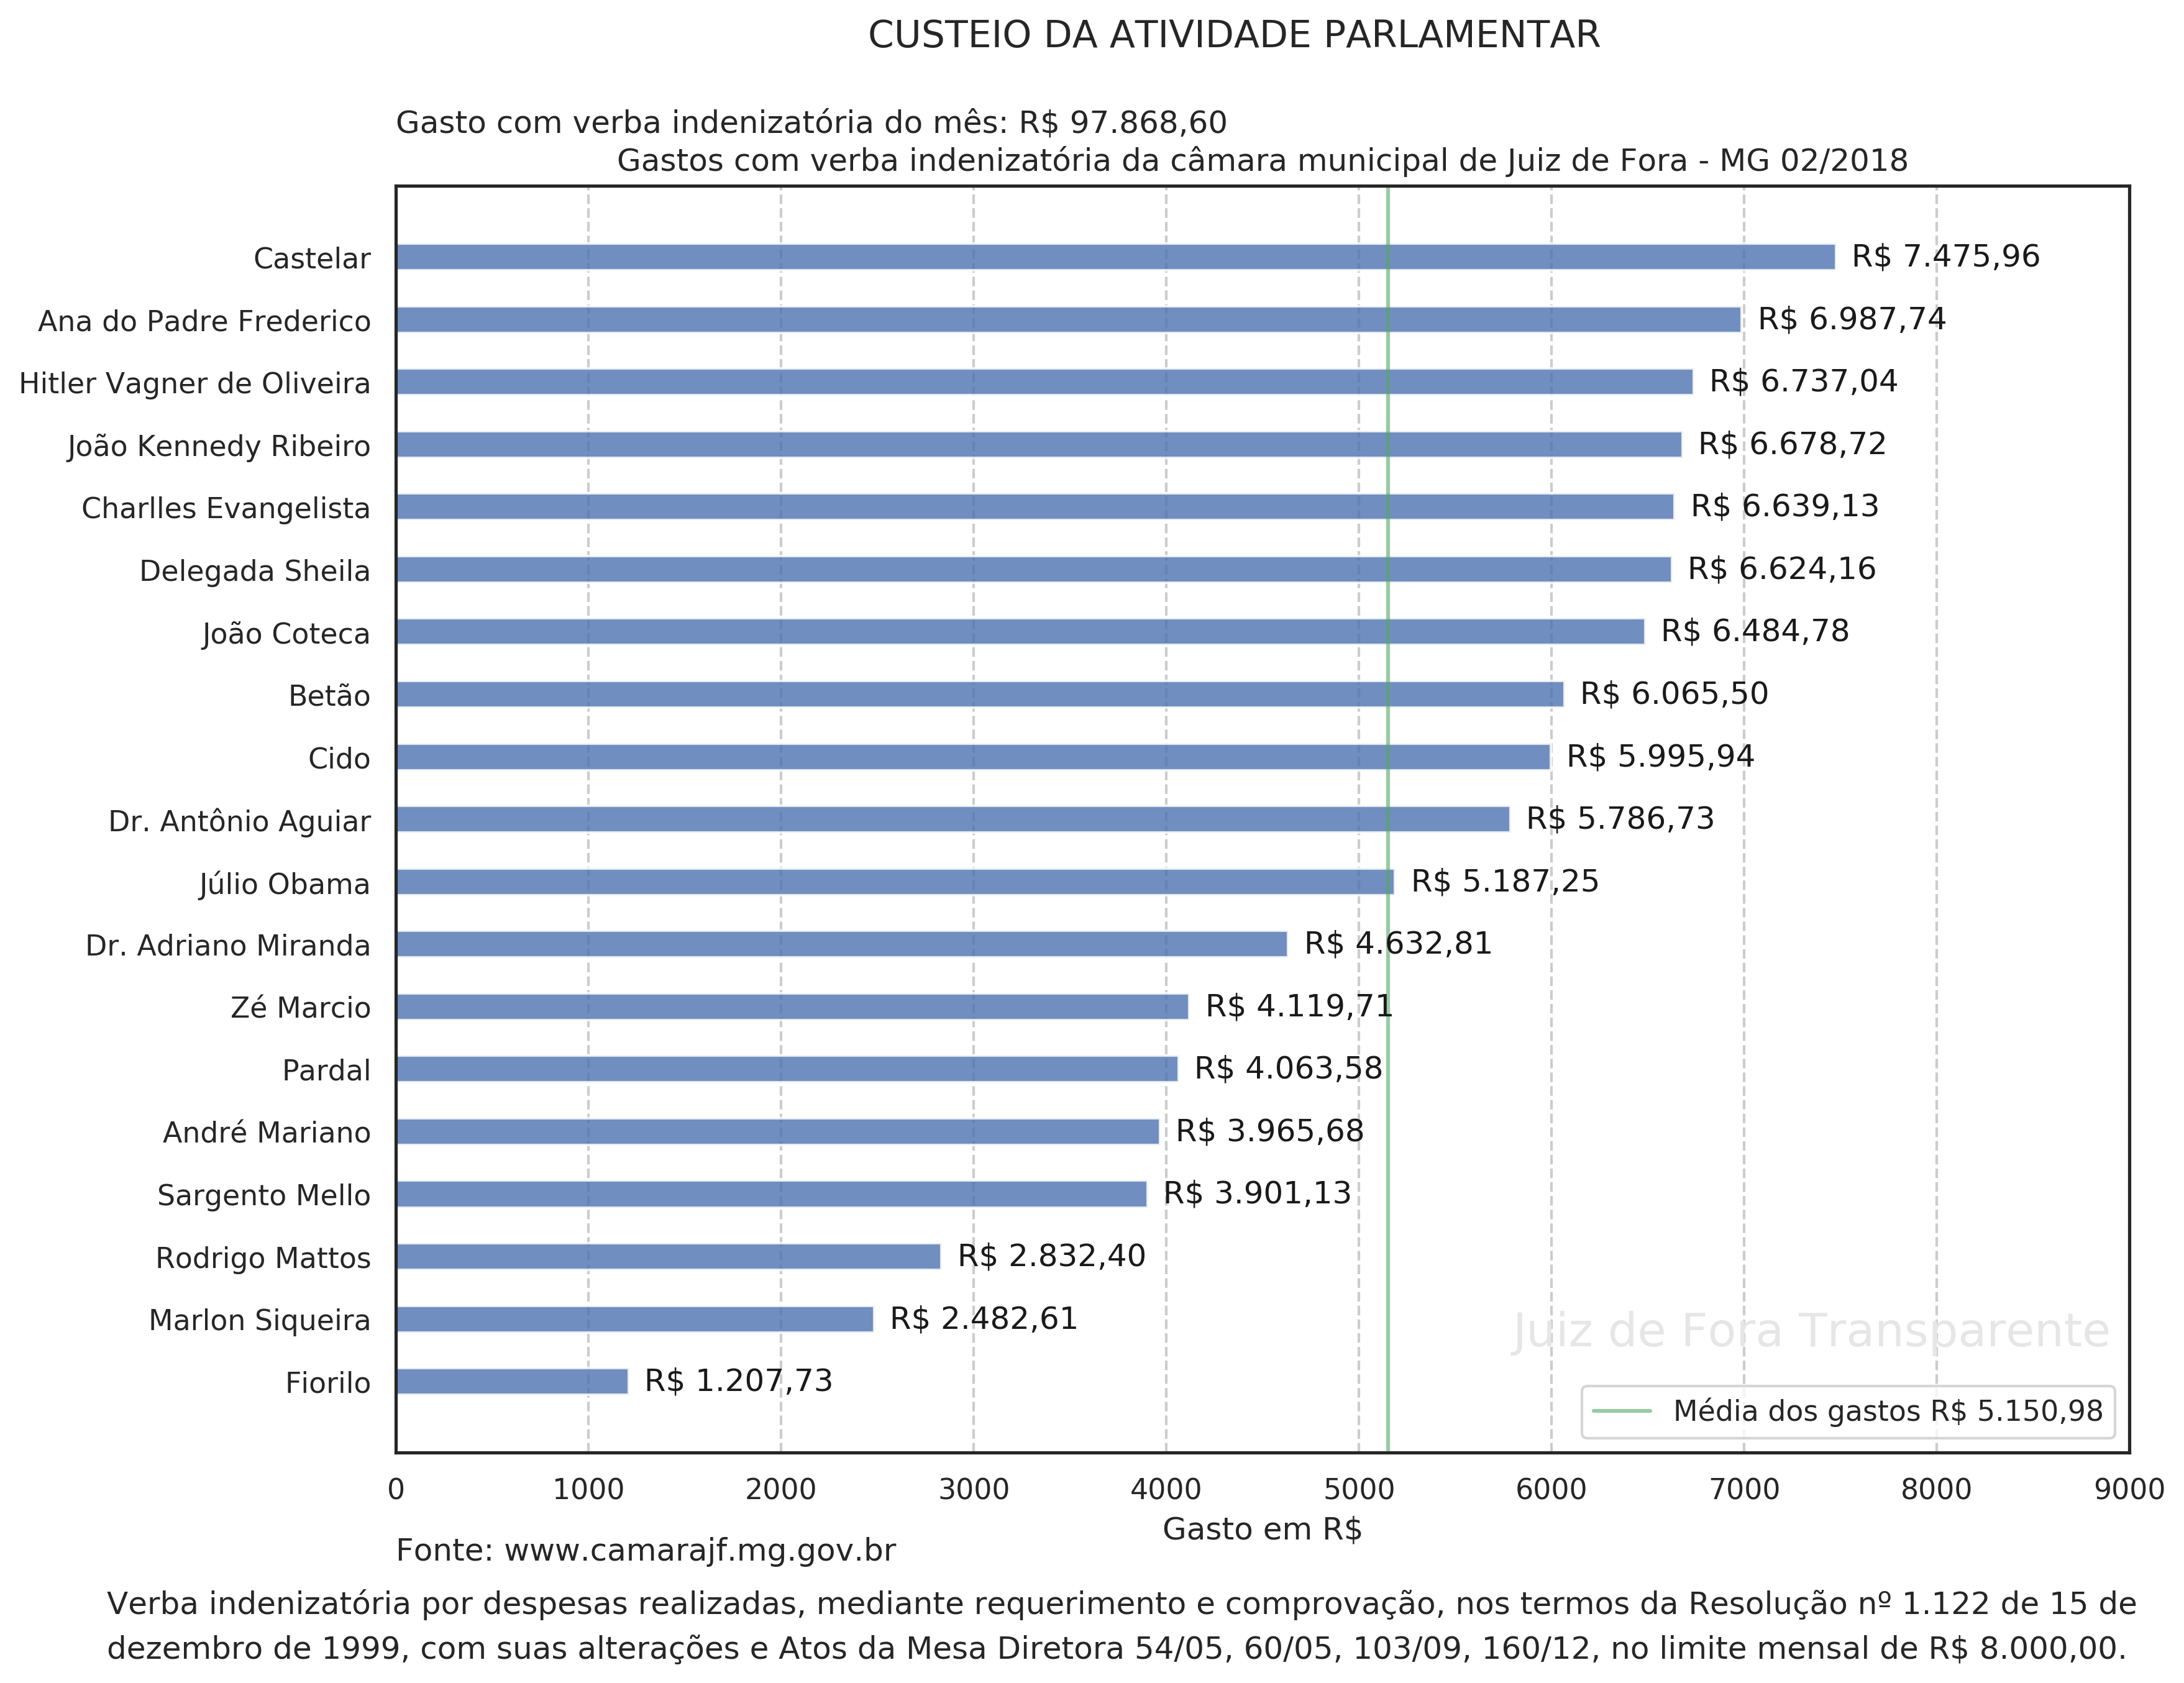 CUSTEIO DA ATIVIDADE PARLAMENTAR
Gasto com verba indenizatória do mês: R$ 97.868,60
Gastos com verba indenizatória da câmara municipal de Juiz de Fora - MG 02/2018
Castelar R$ 7.475,96
Ana do Padre Frederico R$ 6.987,74
Hitler Vagner de Oliveira R$ 6.737,04
João Kennedy Ribeiro R$ 6.678,72
Charlles Evangelista R$ 6.639,13
Delegada Sheila R$ 6.624,16
João Coteca R$ 6.484,78
Betão R$ 6.065,50
Cido R$ 5.995,94
Dr. Antônio Aguiar R$ 5.786,73
Júlio Obama R$ 5.187,25
Dr. Adriano Miranda R$ 4.632,81
Zé Marcio R$ 4.119,71
Pardal R$ 4.063,58
André Mariano R$ 3.965,68
Sargento Mello R$ 3.901,13
Rodrigo Mattos R$ 2.832,40
Marlon Siqueira R$ 2.482,61
Juiz de Fora Transparente
Fiorilo R$ 1.207,73
Média dos gastos R$ 5.150,98
0 1000 2000 3000 4000 5000 6000 7000 8000 9000
Gasto em R$
Fonte: www.camarajf.mg.gov.br
Verba indenizatória por despesas realizadas, mediante requerimento e comprovação, nos termos da Resolução nº 1.122 de 15 de
dezembro de 1999, com suas alterações e Atos da Mesa Diretora 54/05, 60/05, 103/09, 160/12, no limite mensal de R$ 8.000,00.